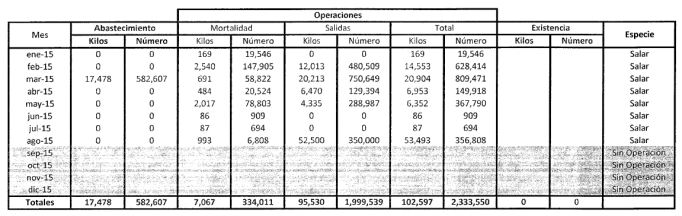 Operaciones
Mes Abastecimiento Mortalidad Salidas Total Existencia Especie
Kilos Número Kilos Número Kilos Número Kilos Número Kilos Número
ene-15 0 0 169 19,546 0 0 169 19,546 Salar
feb-15 0 0 2,540 147,905 12,013 480,509 14,553 628,414 Salar
mar-15 17,478 582,607 691 58,822 20,213 750,649 20,904 809,471 Salar
abr-15 0 0 484 20,524 6,470 129,394 6,953 149,918 Salar
may-15 0 0 2,017 78,803 4,335 288,987 6,352 367,790 Salar
jun-15 0 0 86 909 0 0 86 909 Salar
jul-15 0 0 87 694 0 0 87 694 Salar
ago-15 0 0 993 6,808 52,500 350,000 53,493 356,808 Salar
sep-15 Sin Operación
oct-15 Sin Operación
nov-15 Sin Operación
dic-15 Sin Operación
Totales 17,478 582,607 7,067 334,011 95,530 1,999,539 102,597 2,333,550 0 0